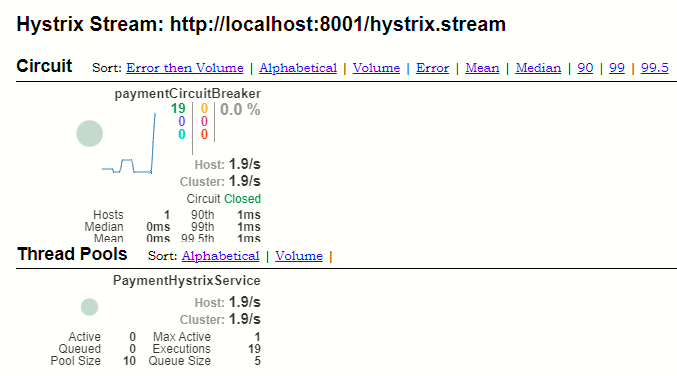 Hystrix Stream: http://localhost:8001/hystrix.stream
Circuit Sort: Error then Volume | Alphabetical | Volume | Error | Mean | Median | 90 | 99 | 99.5
paymentCircuitBreaker
19 0 0.0 %
0 0
0 0
Host: 1.9/s
Cluster: 1.9/s
Circuit Closed
Hosts 1 90th 1ms
Median 0ms 99th 1ms
Mean 0ms 99.5th 1ms
Thread Pools Sort: Alphabetical | Volume |
PaymentHystrixService
Host: 1.9/s
Cluster: 1.9/s
Active 0 Max Active 1
Queued 0 Executions 19
Pool Size 10 Queue Size 5